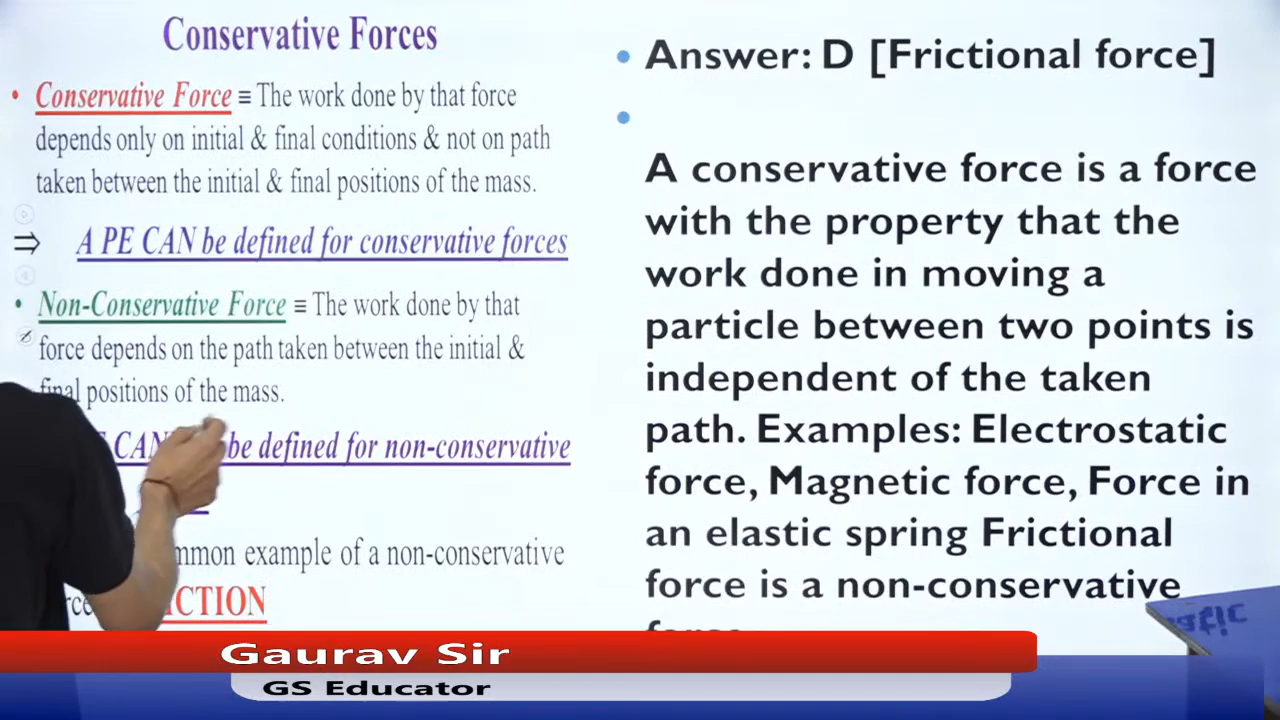 Conservative Forces
• Conservative Force ≡ The work done by that force
depends only on initial & final conditions & not on path
taken between the initial & final positions of the mass.
⇒ A PE CAN be defined for conservative forces
• Non-Conservative Force ≡ The work done by that
force depends on the path taken between the initial &
final positions of the mass.
be defined for non-conservative
example of a non-conservative
• Answer: D [Frictional force]
•
A conservative force is a force
with the property that the
work done in moving a
particle between two points is
independent of the taken
path. Examples: Electrostatic
force, Magnetic force, Force in
an elastic spring Frictional
force is a non-conservative
Gaurav Sir
GS Educator